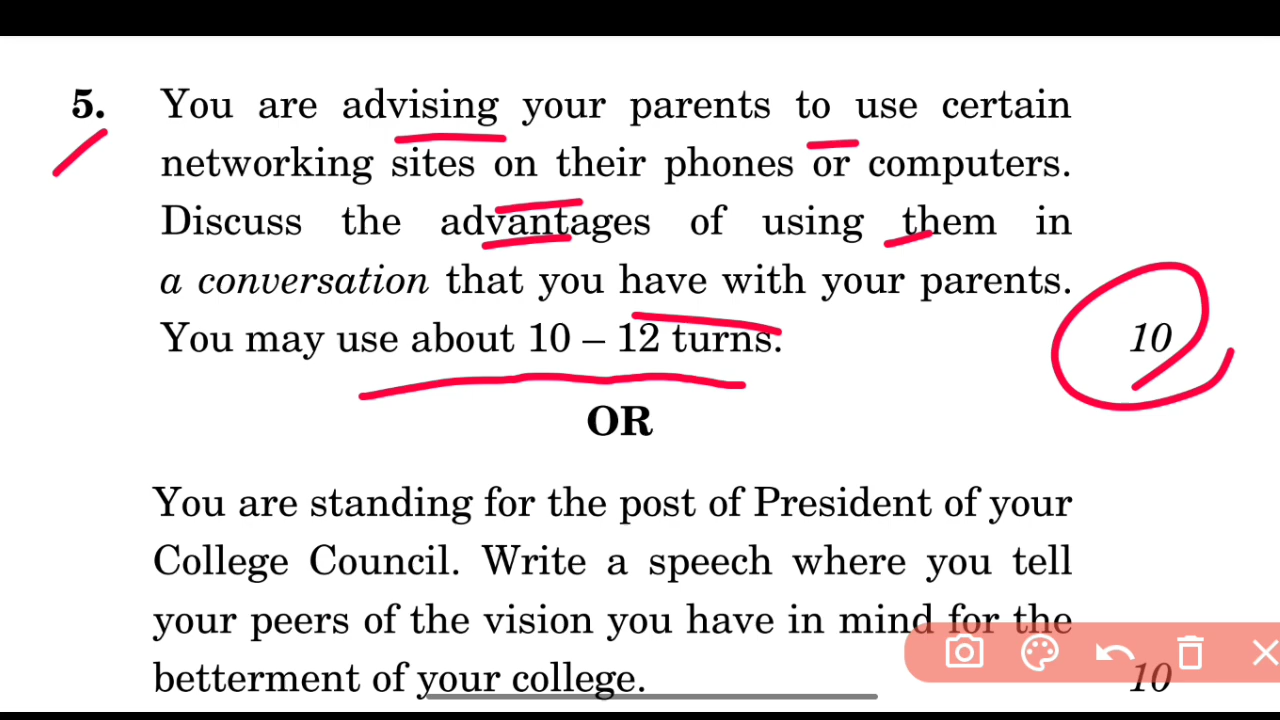 5. You are advising your parents to use certain
networking sites on their phones or computers.
Discuss the advantages of using them in
a conversation that you have with your parents.
You may use about 10 – 12 turns. 10
OR
You are standing for the post of President of your
College Council. Write a speech where you tell
your peers of the vision you have in mind for the
betterment of your college. 10